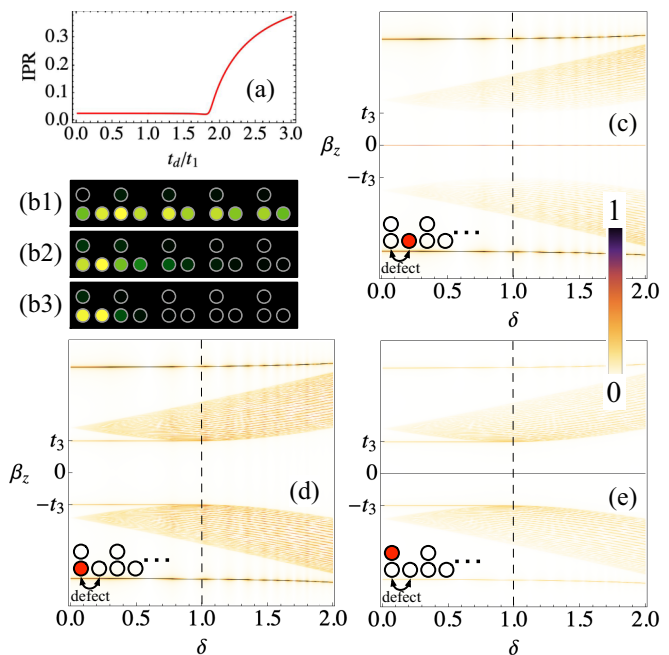 IPR
0.3
0.2
0.1
0.0
0.0 0.5 1.0 1.5 2.0 2.5 3.0
t_d/t_1
(a)
(b1)
(b2)
(b3)
β_z
t_3
0
-t_3
(c)
defect
...
0.0 0.5 1.0 1.5 2.0
δ
1
0
β_z
t_3
0
-t_3
(d)
defect
...
0.0 0.5 1.0 1.5 2.0
δ
t_3
0
-t_3
(e)
defect
...
0.0 0.5 1.0 1.5 2.0
δ